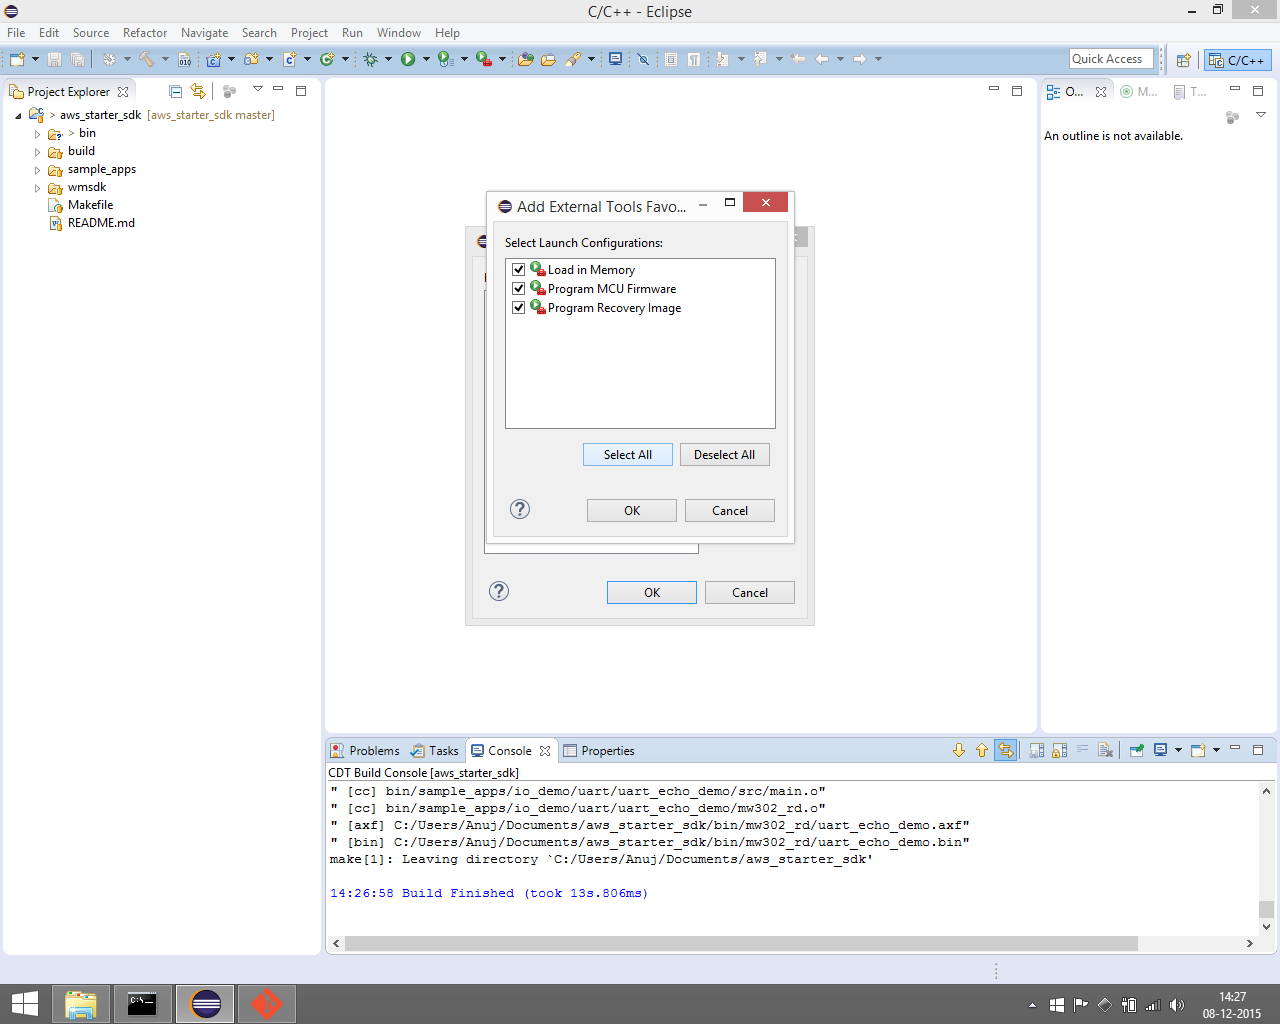 C/C++ - Eclipse
File Edit Source Refactor Navigate Search Project Run Window Help
010
Quick Access
C/C++
Project Explorer
> aws_starter_sdk [aws_starter_sdk master]
> bin
build
sample_apps
wmsdk
Makefile
README.md
O...
M...
T...
An outline is not available.
Add External Tools Favo...
Select Launch Configurations:
Load in Memory
Program MCU Firmware
Program Recovery Image
Select All Deselect All
OK Cancel
OK Cancel
Problems Tasks Console Properties
CDT Build Console [aws_starter_sdk]
" [cc] bin/sample_apps/io_demo/uart/uart_echo_demo/src/main.o"
" [cc] bin/sample_apps/io_demo/uart/uart_echo_demo/mw302_rd.o"
" [axf] C:/Users/Anuj/Documents/aws_starter_sdk/bin/mw302_rd/uart_echo_demo.axf"
" [bin] C:/Users/Anuj/Documents/aws_starter_sdk/bin/mw302_rd/uart_echo_demo.bin"
make[1]: Leaving directory `C:/Users/Anuj/Documents/aws_starter_sdk'
14:26:58 Build Finished (took 13s.806ms)
C:\.
14:27
08-12-2015